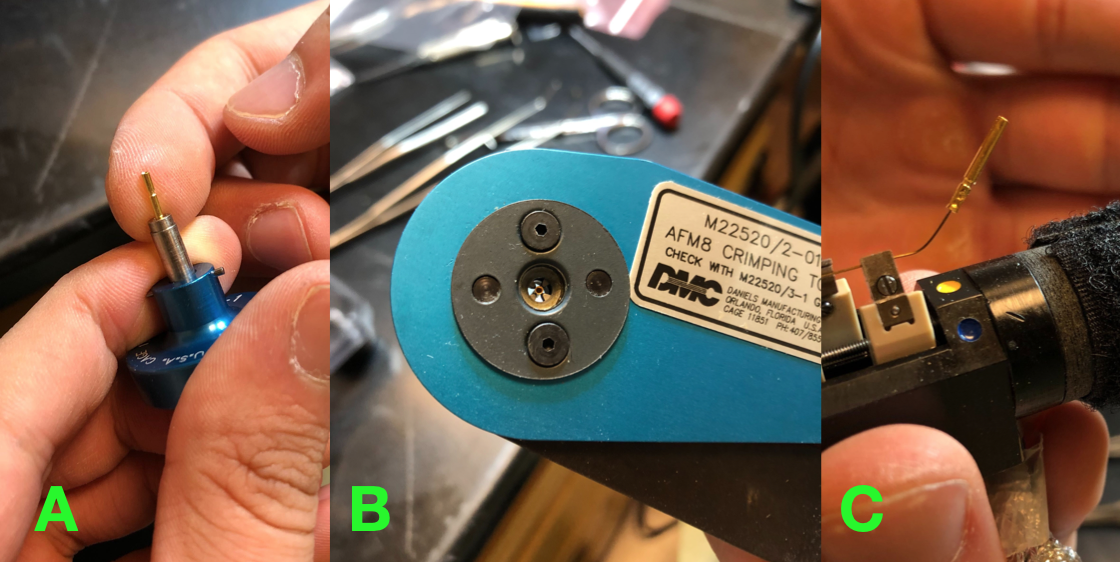 U.S.A.
M22520/2-01
AFM8 CRIMPING TO
CHECK WITH M22520/3-1 G
DMC
DANIELS MANUFACTURING
ORLANDO, FLORIDA U.S.A
CAGE 11851 PH:407/855
A
B
C